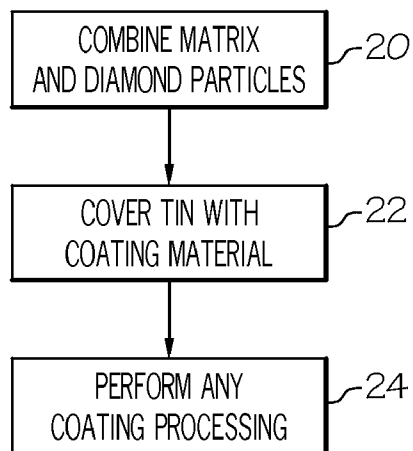 COMBINE MATRIX
AND DIAMOND PARTICLES
20
COVER TIN WITH
COATING MATERIAL
22
PERFORM ANY
COATING PROCESSING
24